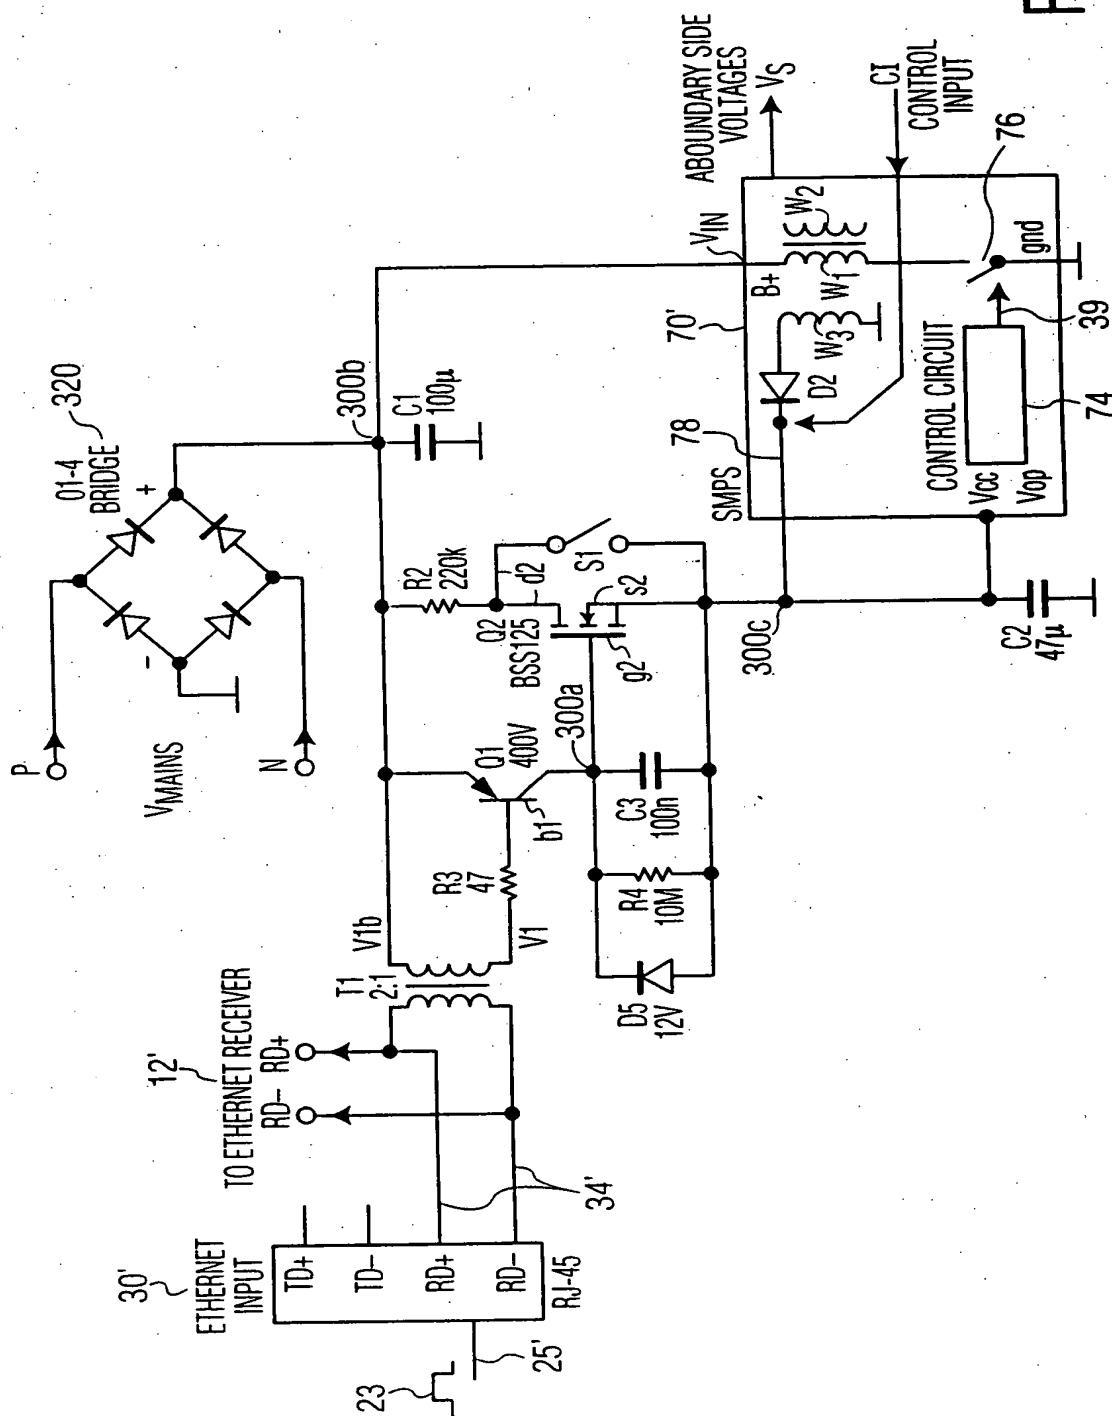 23
25'
30'
ETHERNET
INPUT
TD+
TD-
RD+
RD-
RJ-45
34'
12'
TO ETHERNET RECEIVER
RD- RD+
T1
2:1
V1b
V1
R3
47
b1
Q1
400V
300a
D5
12V
R4
10M
C3
100n
P
N
VMAINS
01-4
BRIDGE
320
-
+
300b
C1
100μ
R2
220k
d2
Q2
BSS125
g2
s2
S1
300c
C2
47μ
SMPS
70'
78
B+
VIN
D2
W3
W1
W2
CONTROL CIRCUIT
Vcc
Vop
74
39
76
gnd
ABOUNDARY SIDE
VOLTAGES
VS
CI
CONTROL
INPUT